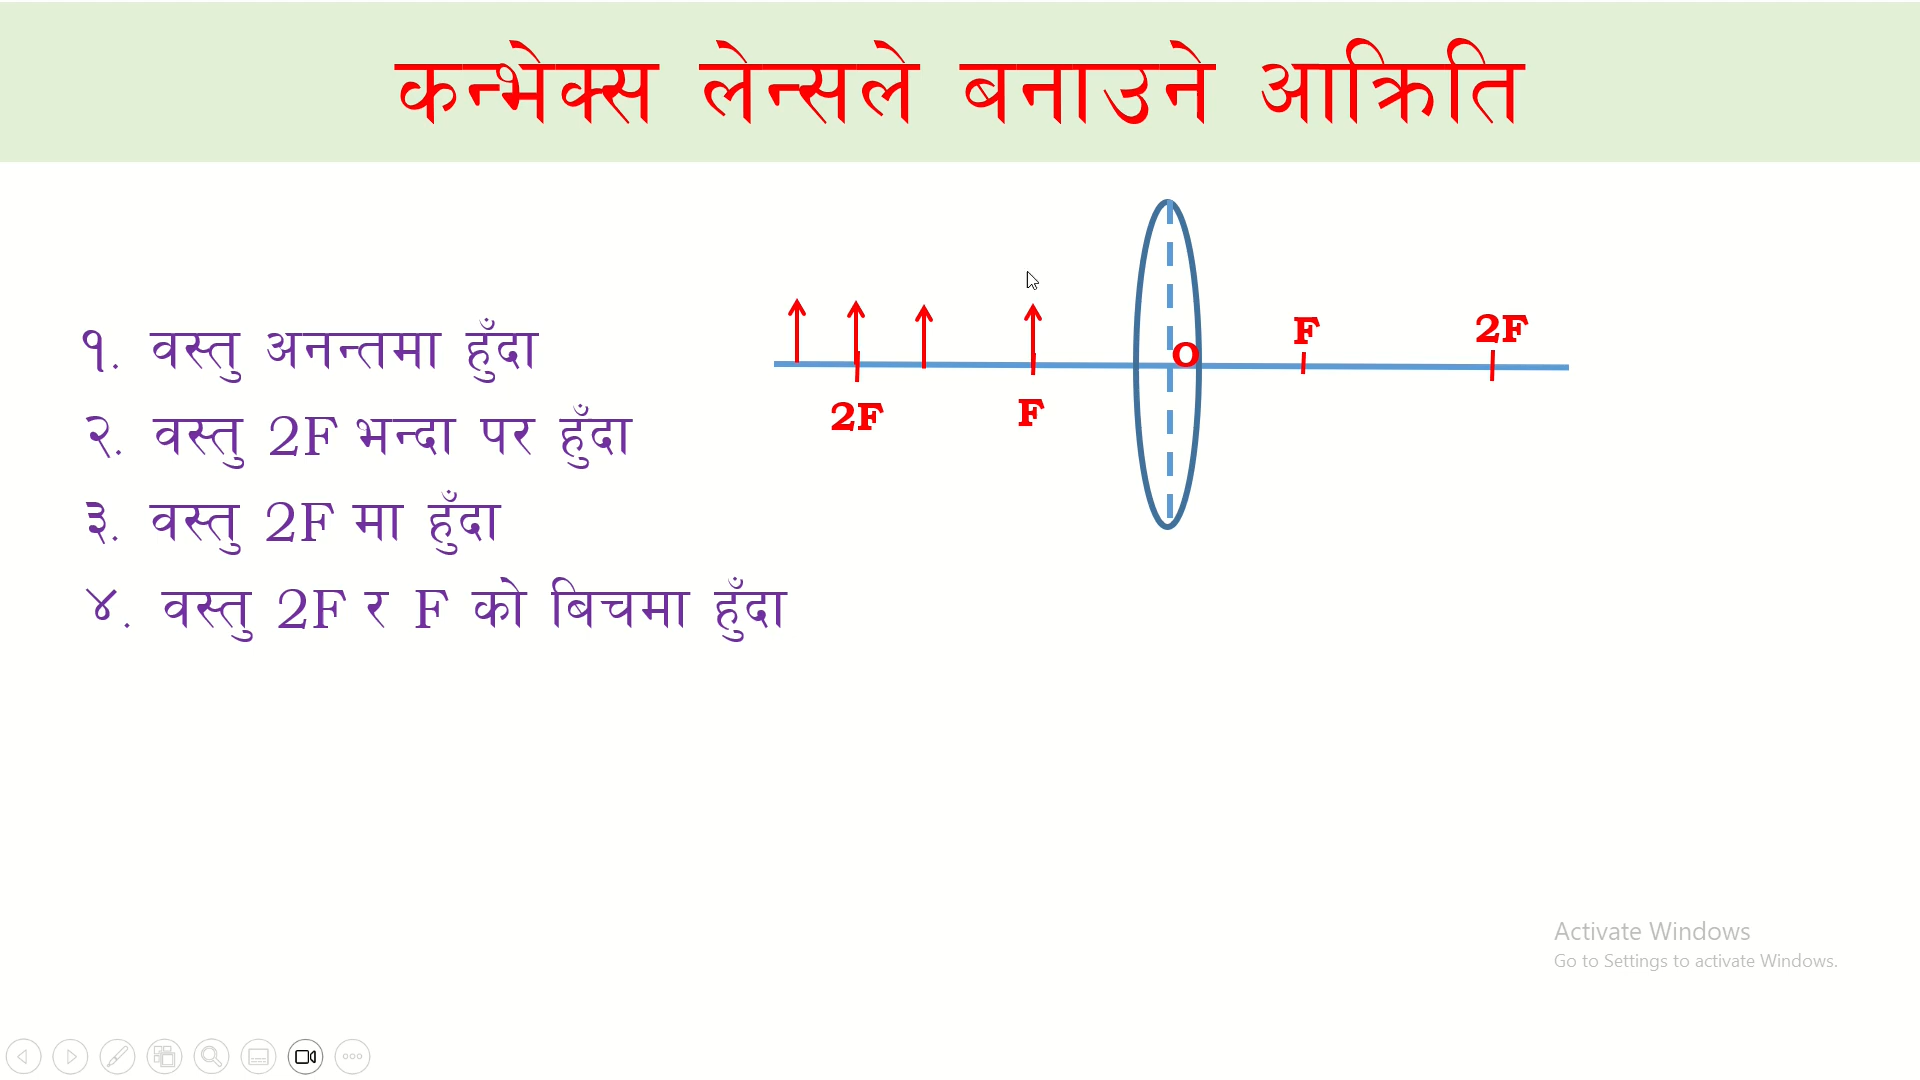 कन्भेक्स लेन्सले बनाउने आक्रिति
१. वस्तु अनन्तमा हुँदा
२. वस्तु 2F भन्दा पर हुँदा
३. वस्तु 2F मा हुँदा
४. वस्तु 2F र F को बिचमा हुँदा
2F
F
O
F
2F
Activate Windows
Go to Settings to activate Windows.